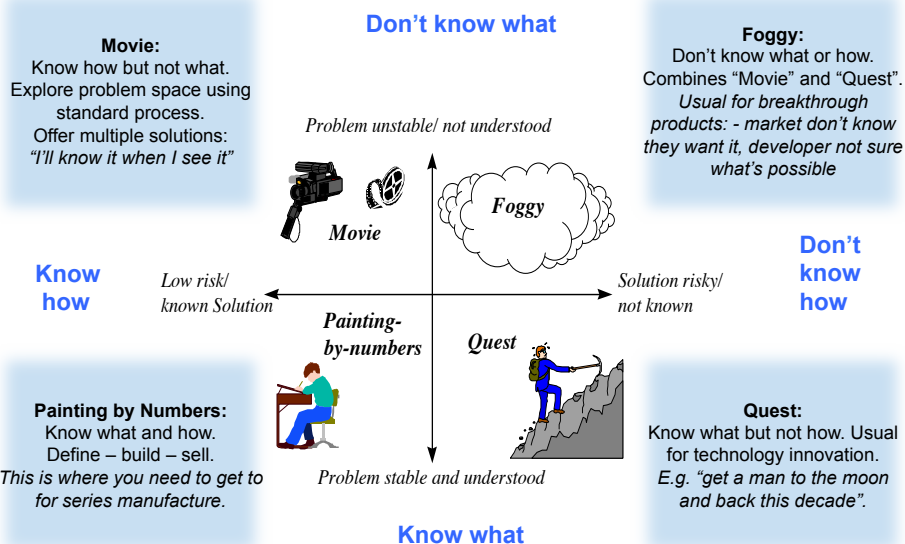 Don’t know what
Movie:
Know how but not what.
Explore problem space using
standard process.
Offer multiple solutions:
“I’ll know it when I see it”
Foggy:
Don’t know what or how.
Combines “Movie” and “Quest”.
Usual for breakthrough
products: - market don’t know
they want it, developer not sure
what’s possible
Problem unstable/ not understood
Movie
Foggy
Know
how
Low risk/
known Solution
Solution risky/
not known
Don’t
know
how
Painting-
by-numbers
Quest
Painting by Numbers:
Know what and how.
Define – build – sell.
This is where you need to get to
for series manufacture.
Quest:
Know what but not how. Usual
for technology innovation.
E.g. “get a man to the moon
and back this decade”.
Problem stable and understood
Know what